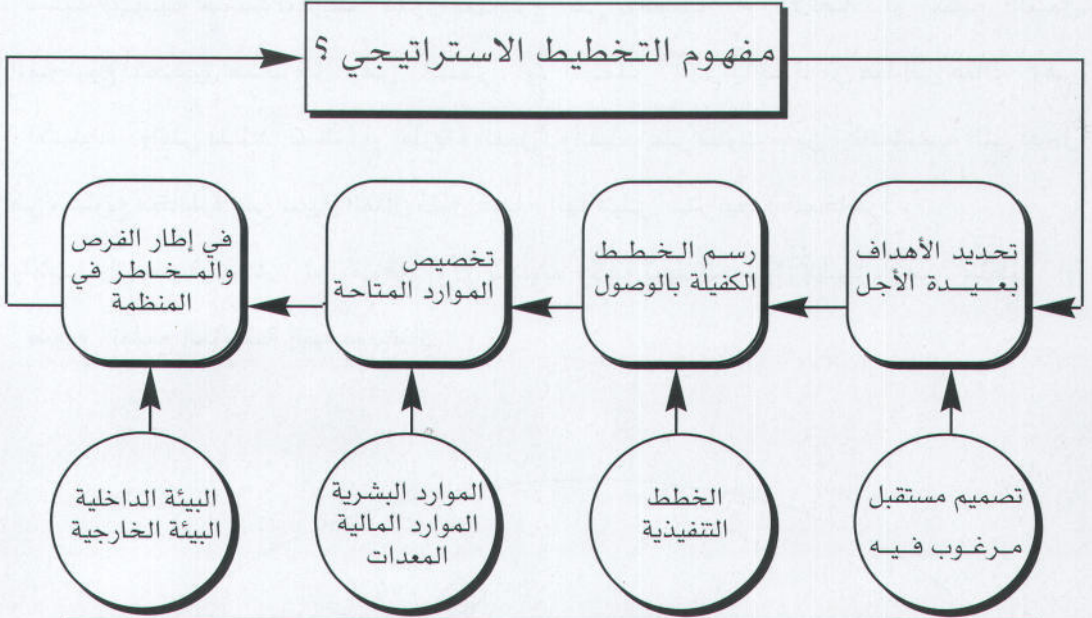 مفهوم التخطيط الاستراتيجي ؟
تحديد الأهداف
بعيدة الأجل
رسم الخطط
الكفيلة بالوصول
تخصيص
الموارد المتاحة
في إطار الفرص
والمخاطر في
المنظمة
تصميم مستقبل
مرغوب فيه
الخطط
التنفيذية
الموارد البشرية
الموارد المالية
المعدات
البيئة الداخلية
البيئة الخارجية